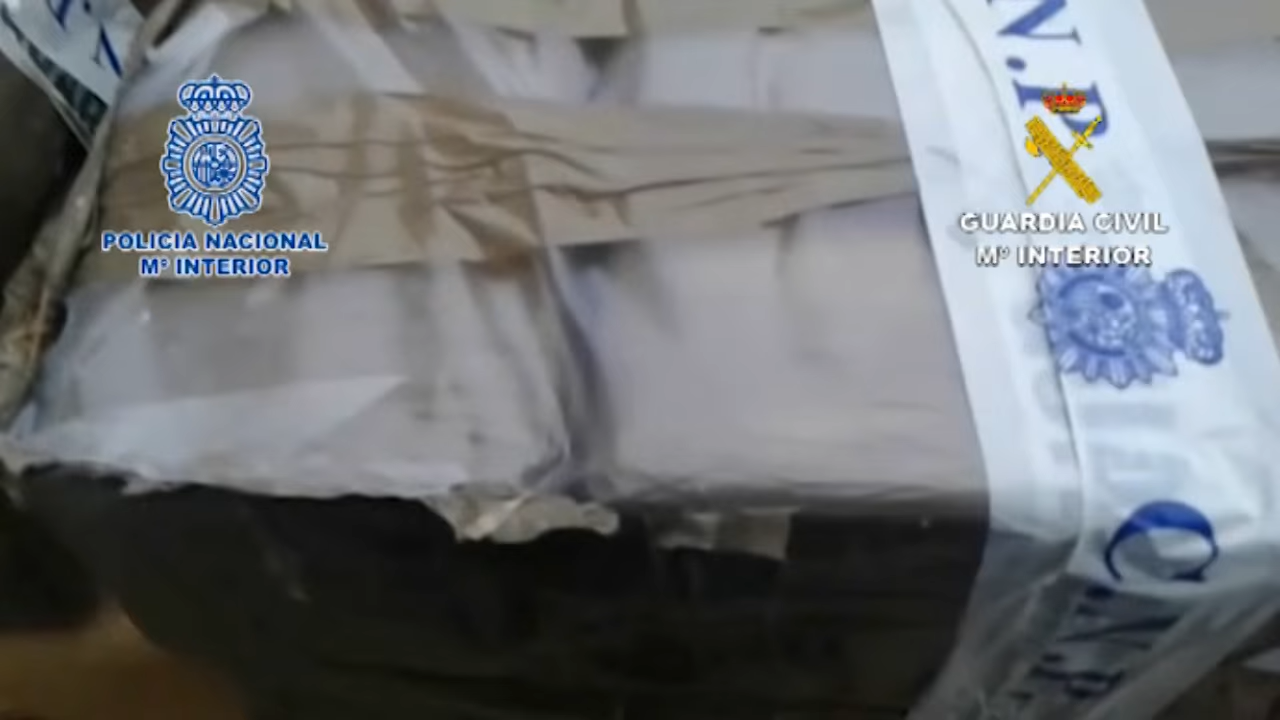 N.P
POLICIA NACIONAL
Mº INTERIOR
GUARDIA CIVIL
Mº INTERIOR
C.N.P.